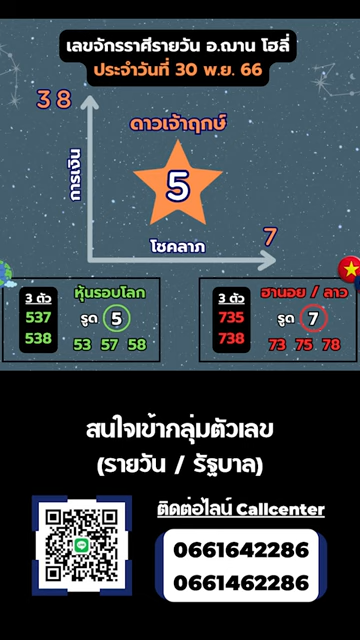 เลขจักรราศีรายวัน อ.ฌาน โฮลี่
ประจำวันที่ 30 พ.ย. 66
3 8
ดาวเจ้าฤกษ์
การเงิน
5
โชคลาภ
7
3 ตัว
537
538
หุ้นรอบโลก
รูด 5
53 57 58
3 ตัว
735
738
ฮานอย / ลาว
รูด 7
73 75 78
สนใจเข้ากลุ่มตัวเลข
(รายวัน / รัฐบาล)
ติดต่อไลน์ Callcenter
0661642286
0661462286